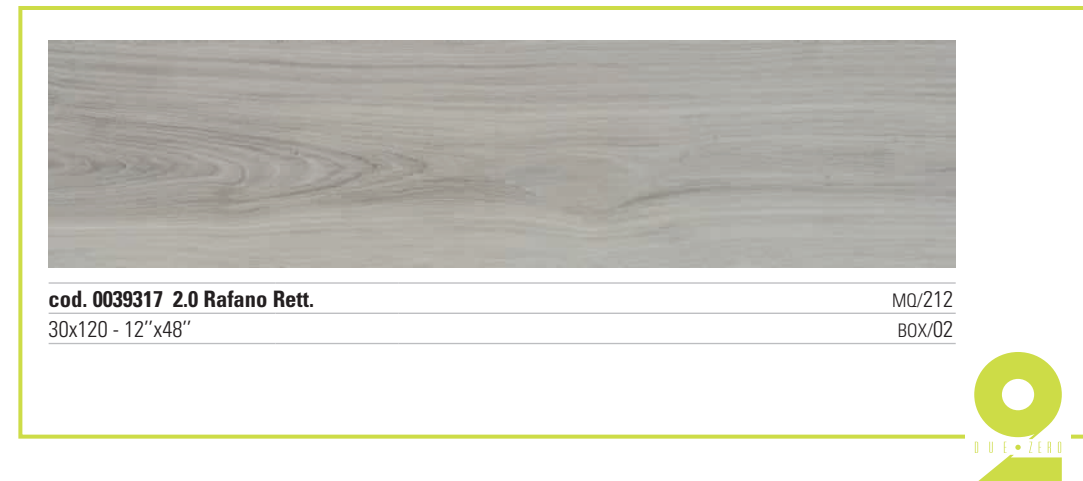 cod. 0039317 2.0 Rafano Rett. MQ/212
30x120 - 12’’x48’’ BOX/02
DUE•ZERO